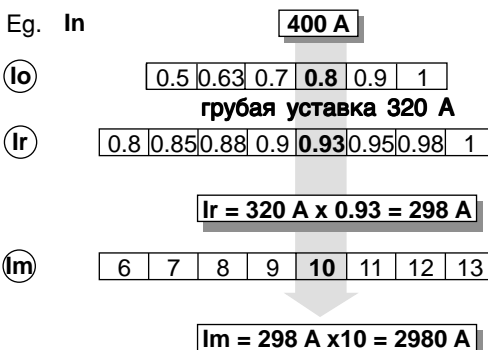 Eg. In 400 A
Io 0.5 0.63 0.7 0.8 0.9 1
грубая уставка 320 А
Ir 0.8 0.85 0.88 0.9 0.93 0.95 0.98 1
Ir = 320 A x 0.93 = 298 A
Im 6 7 8 9 10 11 12 13
Im = 298 A x10 = 2980 A